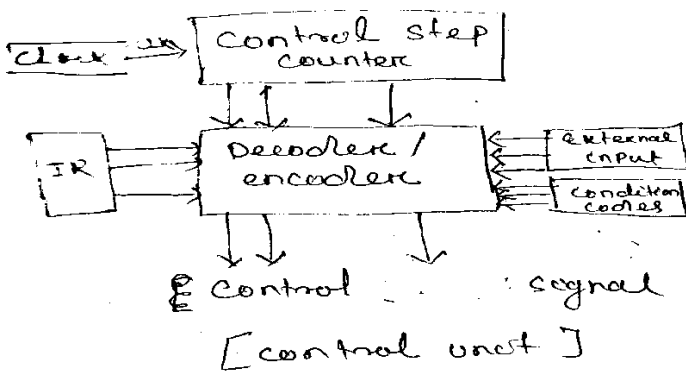 control step
counter
clock
Decoder /
encoder
IR
external
input
condition
codes
control . . . . signal
[control unit]